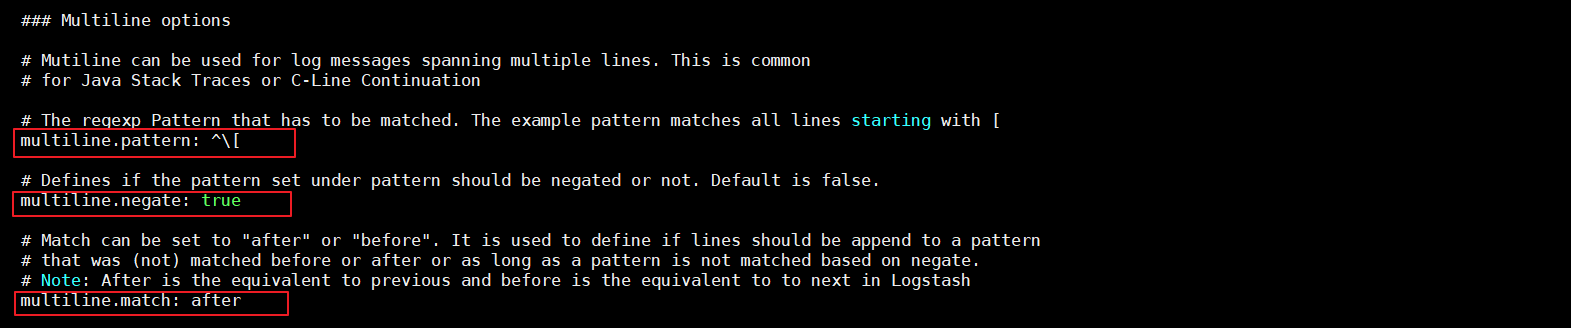 ### Multiline options
# Mutiline can be used for log messages spanning multiple lines. This is common
# for Java Stack Traces or C-Line Continuation
# The regexp Pattern that has to be matched. The example pattern matches all lines starting with [
multiline.pattern: ^\[
# Defines if the pattern set under pattern should be negated or not. Default is false.
multiline.negate: true
# Match can be set to "after" or "before". It is used to define if lines should be append to a pattern
# that was (not) matched before or after or as long as a pattern is not matched based on negate.
# Note: After is the equivalent to previous and before is the equivalent to to next in Logstash
multiline.match: after